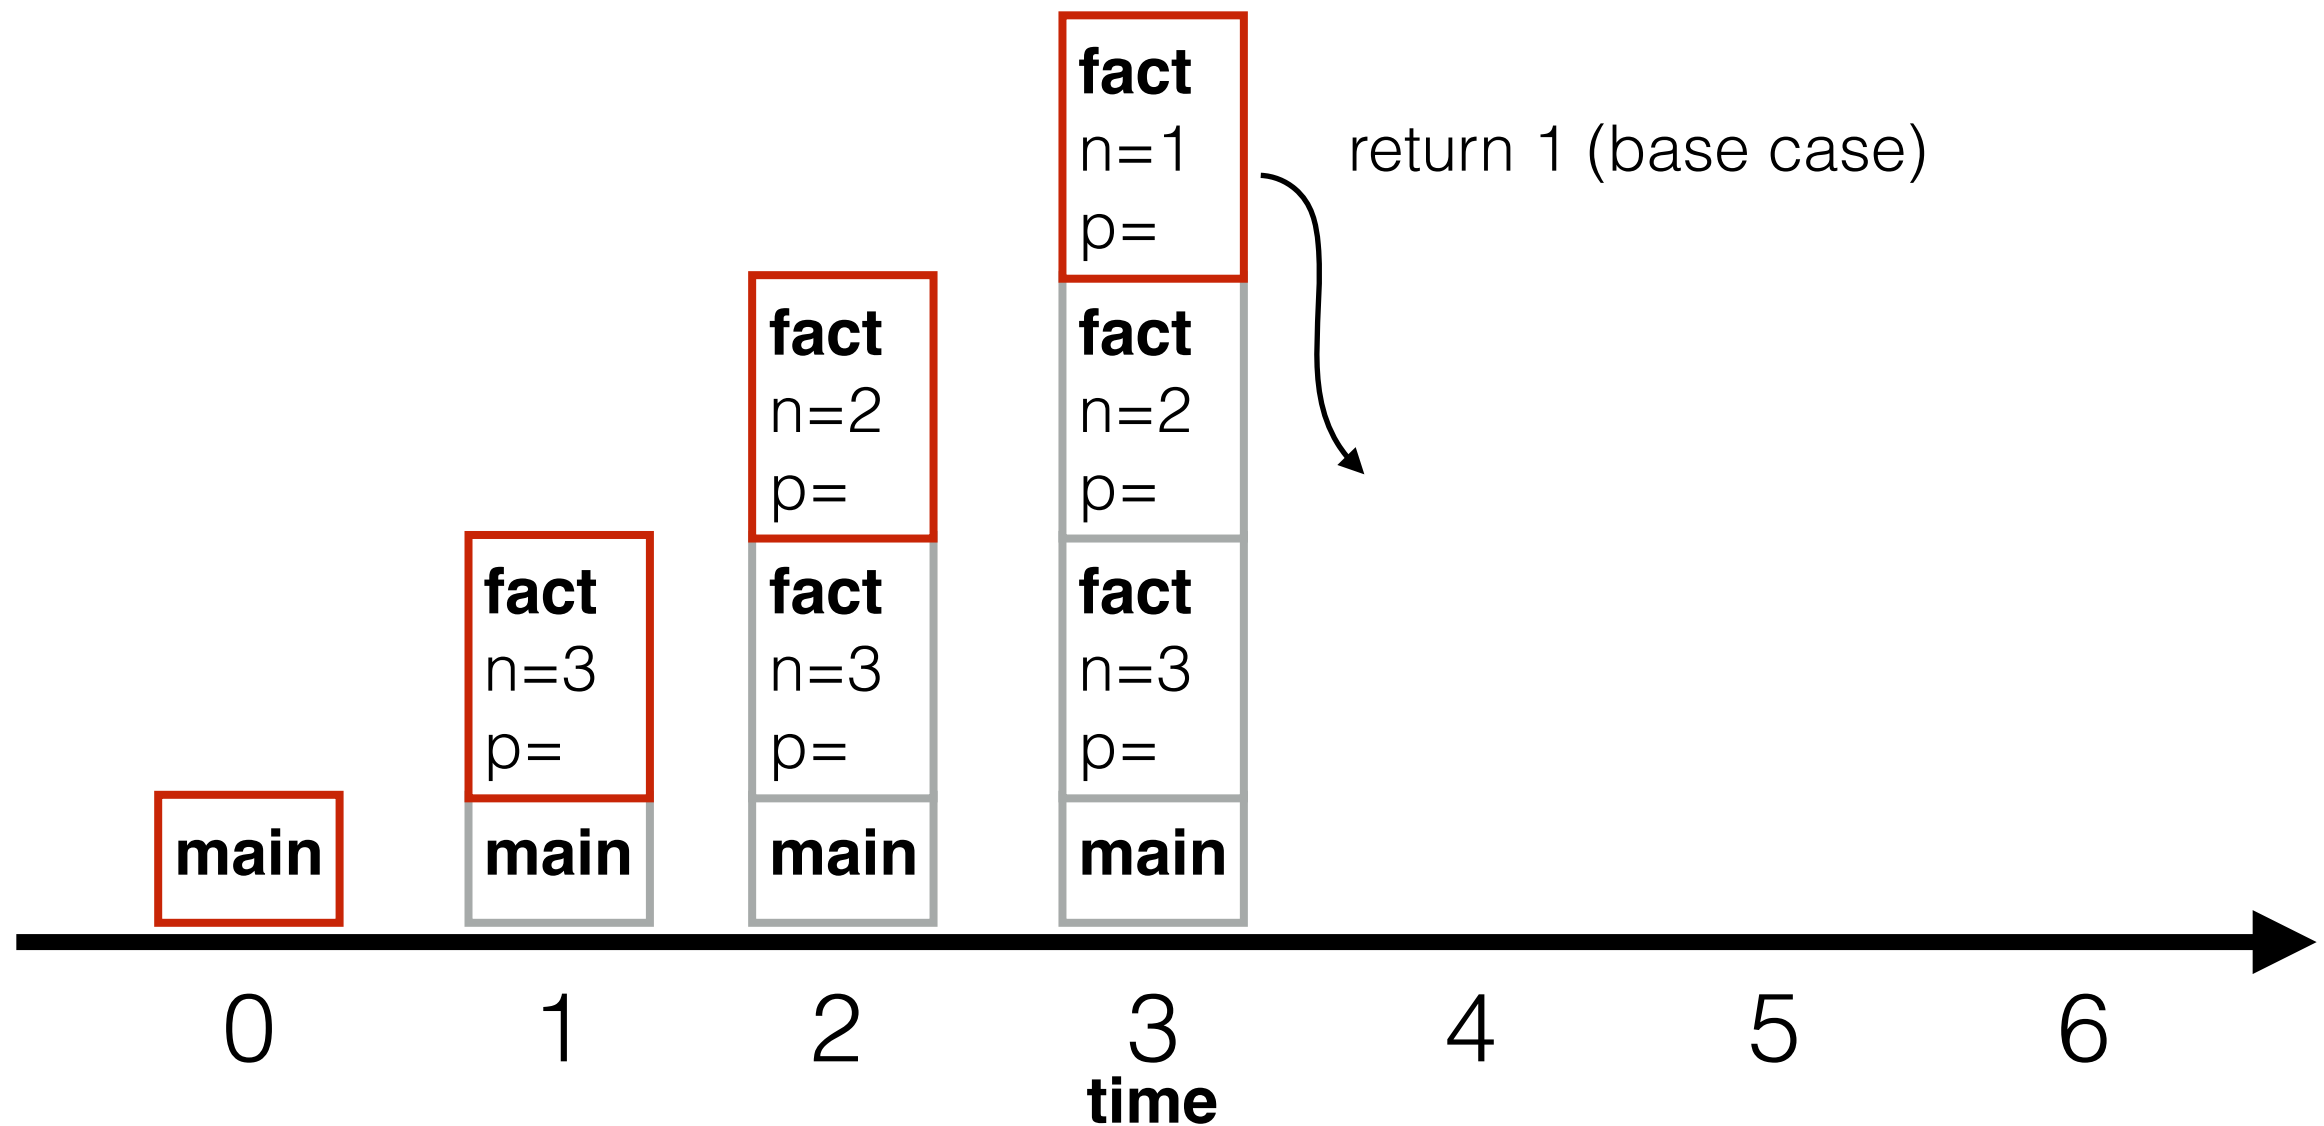 main
fact
n=3
p=
main
fact
n=2
p=
fact
n=3
p=
main
fact
n=1
p=
fact
n=2
p=
fact
n=3
p=
main
return 1 (base case)
0 1 2 3 4 5 6
time